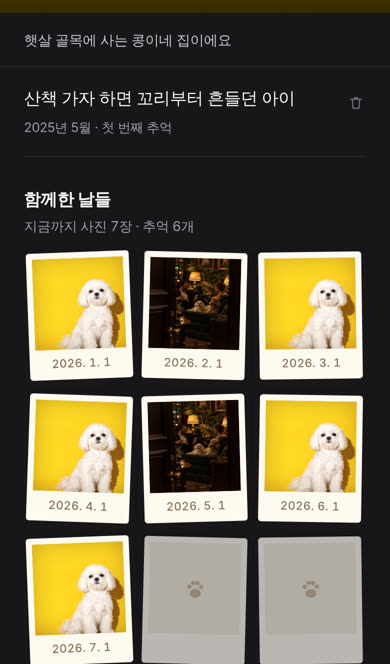 햇살 골목에 사는 콩이네 집이에요
산책 가자 하면 꼬리부터 흔들던 아이
2025년 5월 · 첫 번째 추억
함께한 날들
지금까지 사진 7장 · 추억 6개
2026. 1. 1
2026. 2. 1
2026. 3. 1
2026. 4. 1
2026. 5. 1
2026. 6. 1
2026. 7. 1